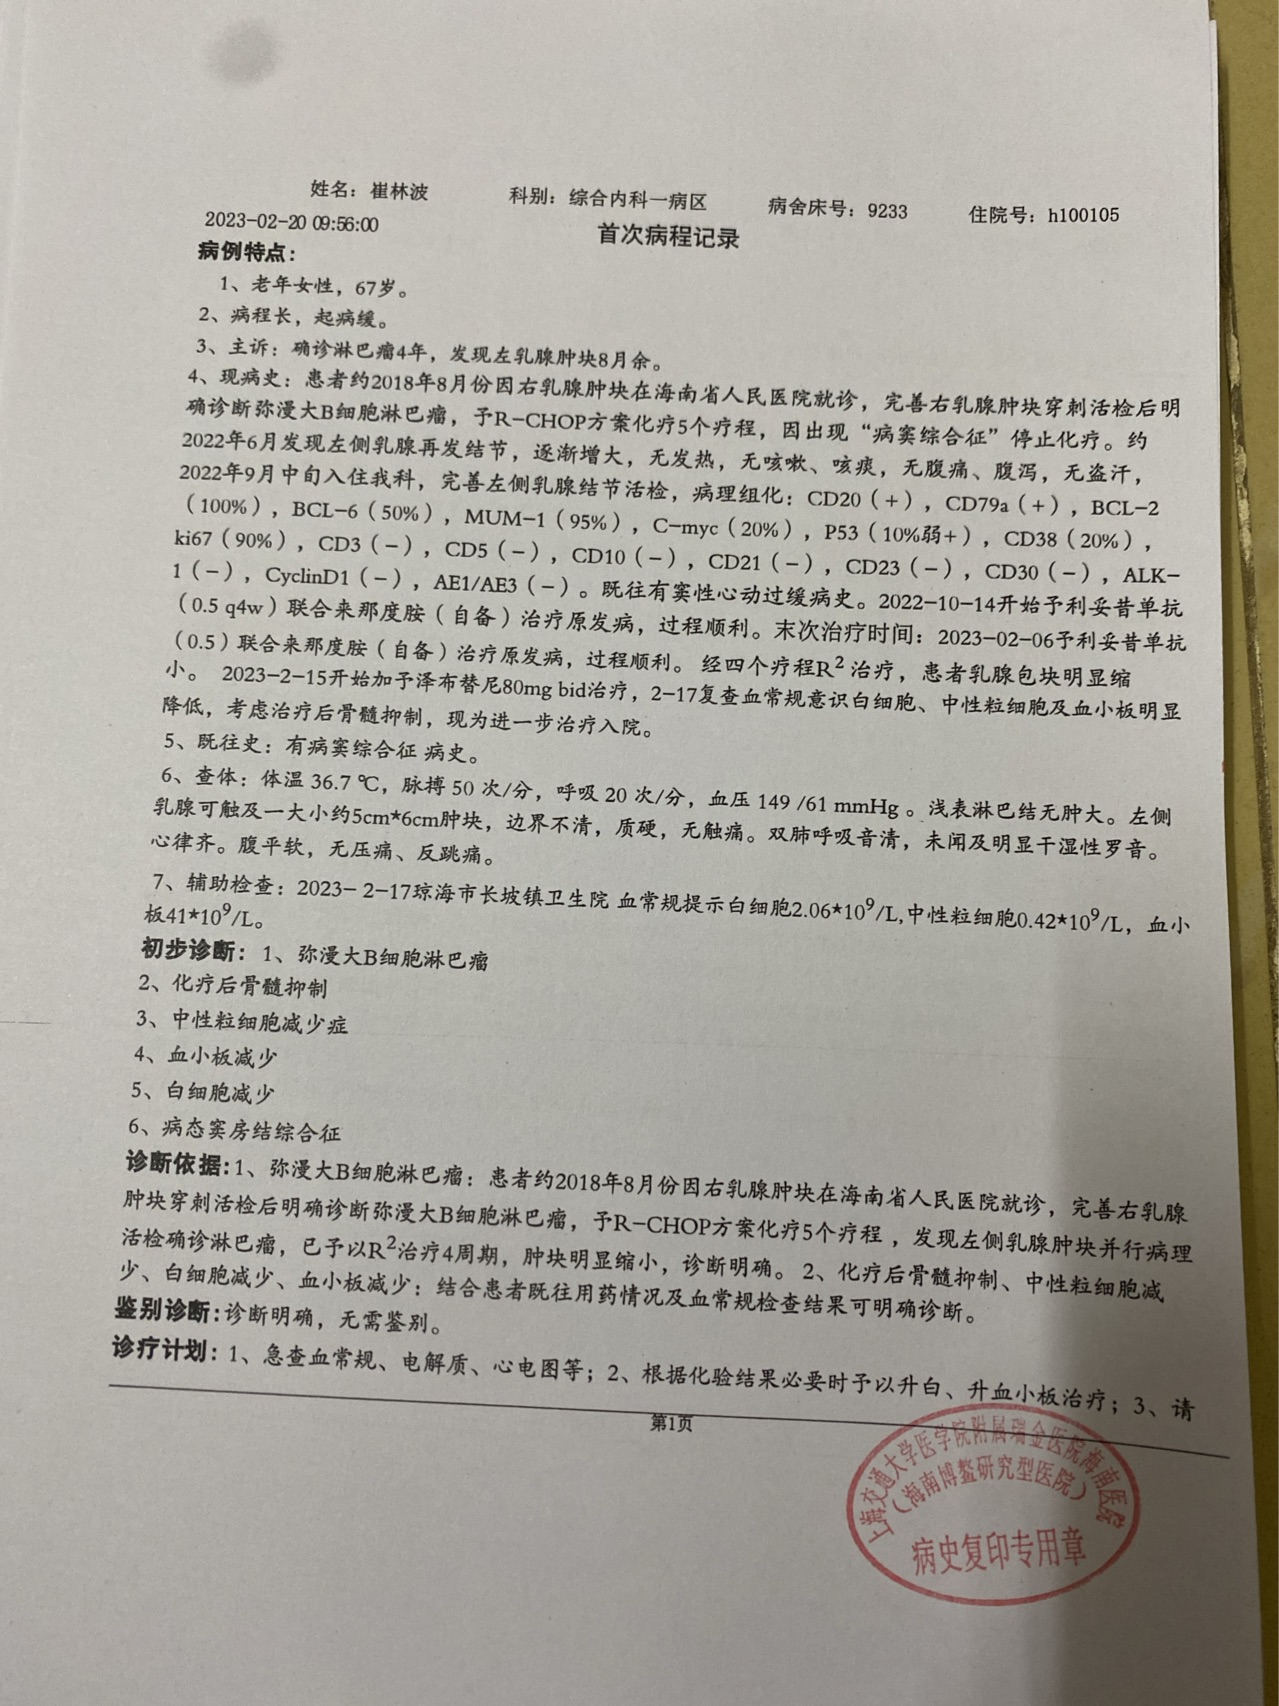 姓名：崔林波 科别：综合内科一病区 病舍床号：9233 住院号：h100105
2023-02-20 09:56:00
首次病程记录
病例特点：
1、老年女性，67岁。
2、病程长，起病缓。
3、主诉：确诊淋巴瘤4年，发现左乳腺肿块8月余。
4、现病史：患者约2018年8月份因右乳腺肿块在海南省人民医院就诊，完善右乳腺肿块穿刺活检后明
确诊断弥漫大B细胞淋巴瘤，予R-CHOP方案化疗5个疗程，因出现“病窦综合征”停止化疗。约
2022年6月发现左侧乳腺再发结节，逐渐增大，无发热，无咳嗽、咳痰，无腹痛、腹泻，无盗汗，
2022年9月中旬入住我科，完善左侧乳腺结节活检，病理组化：CD20（+），CD79a（+），BCL-2
（100%），BCL-6（50%），MUM-1（95%），C-myc（20%），P53（10%弱+），CD38（20%），
ki67（90%），CD3（-），CD5（-），CD10（-），CD21（-），CD23（-），CD30（-），ALK-
1（-），CyclinD1（-），AE1/AE3（-）。既往有窦性心动过缓病史。2022-10-14开始予利妥昔单抗
（0.5 q4w）联合来那度胺（自备）治疗原发病，过程顺利。末次治疗时间：2023-02-06予利妥昔单抗
（0.5）联合来那度胺（自备）治疗原发病，过程顺利。 经四个疗程R²治疗，患者乳腺包块明显缩
小。 2023-2-15开始加予泽布替尼80mg bid治疗，2-17复查血常规意识白细胞、中性粒细胞及血小板明显
降低，考虑治疗后骨髓抑制，现为进一步治疗入院。
5、既往史：有病窦综合征 病史。
6、查体：体温 36.7 ℃，脉搏 50 次/分，呼吸 20 次/分，血压 149 /61 mmHg 。浅表淋巴结无肿大。左侧
乳腺可触及一大小约5cm*6cm肿块，边界不清，质硬，无触痛。双肺呼吸音清，未闻及明显干湿性罗音。
心律齐。腹平软，无压痛、反跳痛。
7、辅助检查：2023- 2-17琼海市长坡镇卫生院 血常规提示白细胞2.06*10⁹/L,中性粒细胞0.42*10⁹/L，血小
板41*10⁹/L。
初步诊断： 1、弥漫大B细胞淋巴瘤
2、化疗后骨髓抑制
3、中性粒细胞减少症
4、血小板减少
5、白细胞减少
6、病态窦房结综合征
诊断依据:1、弥漫大B细胞淋巴瘤：患者约2018年8月份因右乳腺肿块在海南省人民医院就诊，完善右乳腺
肿块穿刺活检后明确诊断弥漫大B细胞淋巴瘤，予R-CHOP方案化疗5个疗程 ，发现左侧乳腺肿块并行病理
活检确诊淋巴瘤，已予以R²治疗4周期，肿块明显缩小，诊断明确。2、化疗后骨髓抑制、中性粒细胞减
少、白细胞减少、血小板减少：结合患者既往用药情况及血常规检查结果可明确诊断。
鉴别诊断:诊断明确，无需鉴别。
诊疗计划：1、急查血常规、电解质、心电图等；2、根据化验结果必要时予以升白、升血小板治疗；3、请
第1页
上海交通大学医学院附属瑞金医院海南医院
（海南博鳌研究型医院）
病史复印专用章